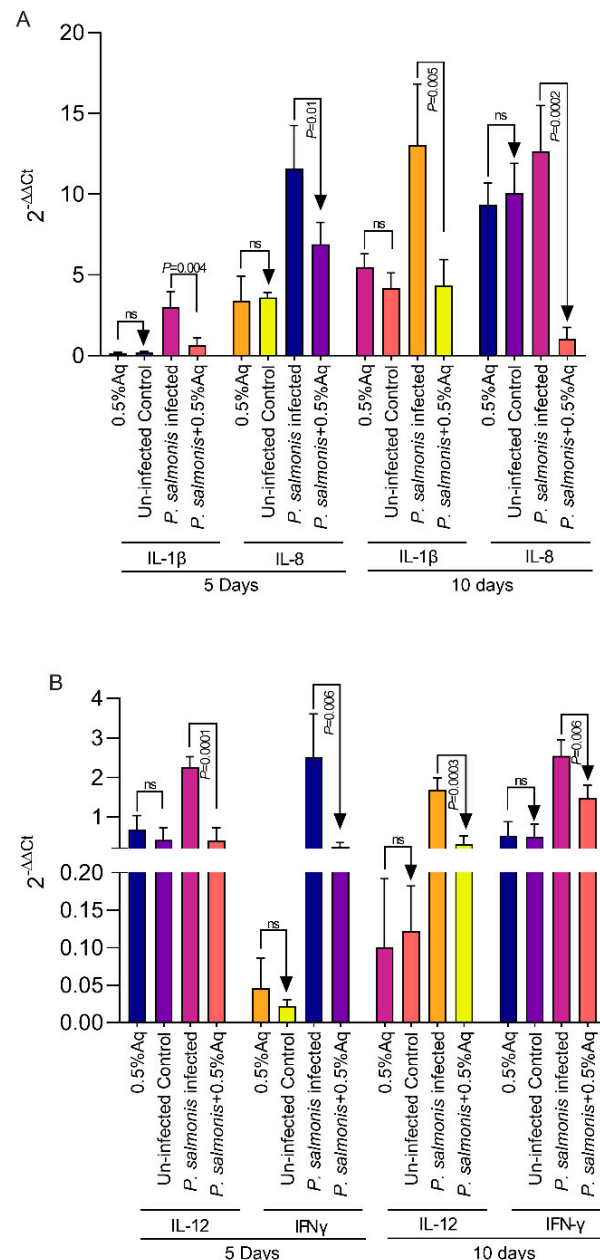 A
20
15
10
5
0
2-ΔΔCt
ns
P=0.004
ns
P=0.01
ns
P=0.005
ns
P=0.0002
0.5%Aq
Un-infected Control
P. salmonis infected
P. salmonis+0.5%Aq
0.5%Aq
Un-infected Control
P. salmonis infected
P. salmonis+0.5%Aq
0.5%Aq
Un-infected Control
P. salmonis infected
P. salmonis+0.5%Aq
0.5%Aq
Un-infected Control
P. salmonis infected
P. salmonis+0.5%Aq
IL-1β IL-8 IL-1β IL-8
5 Days 10 days
B
4
3
2
1
0.20
0.15
0.10
0.05
0.00
2-ΔΔCt
ns
P=0.0001
ns
P=0.006
ns
P=0.0003
ns
P=0.006
0.5%Aq
Un-infected Control
P. salmonis infected
P. salmonis+0.5%Aq
0.5%Aq
Un-infected Control
P. salmonis infected
P. salmonis+0.5%Aq
0.5%Aq
Un-infected Control
P. salmonis infected
P. salmonis+0.5%Aq
0.5%Aq
Un-infected Control
P. salmonis infected
P. salmonis+0.5%Aq
IL-12 IFNγ IL-12 IFN-γ
5 Days 10 days